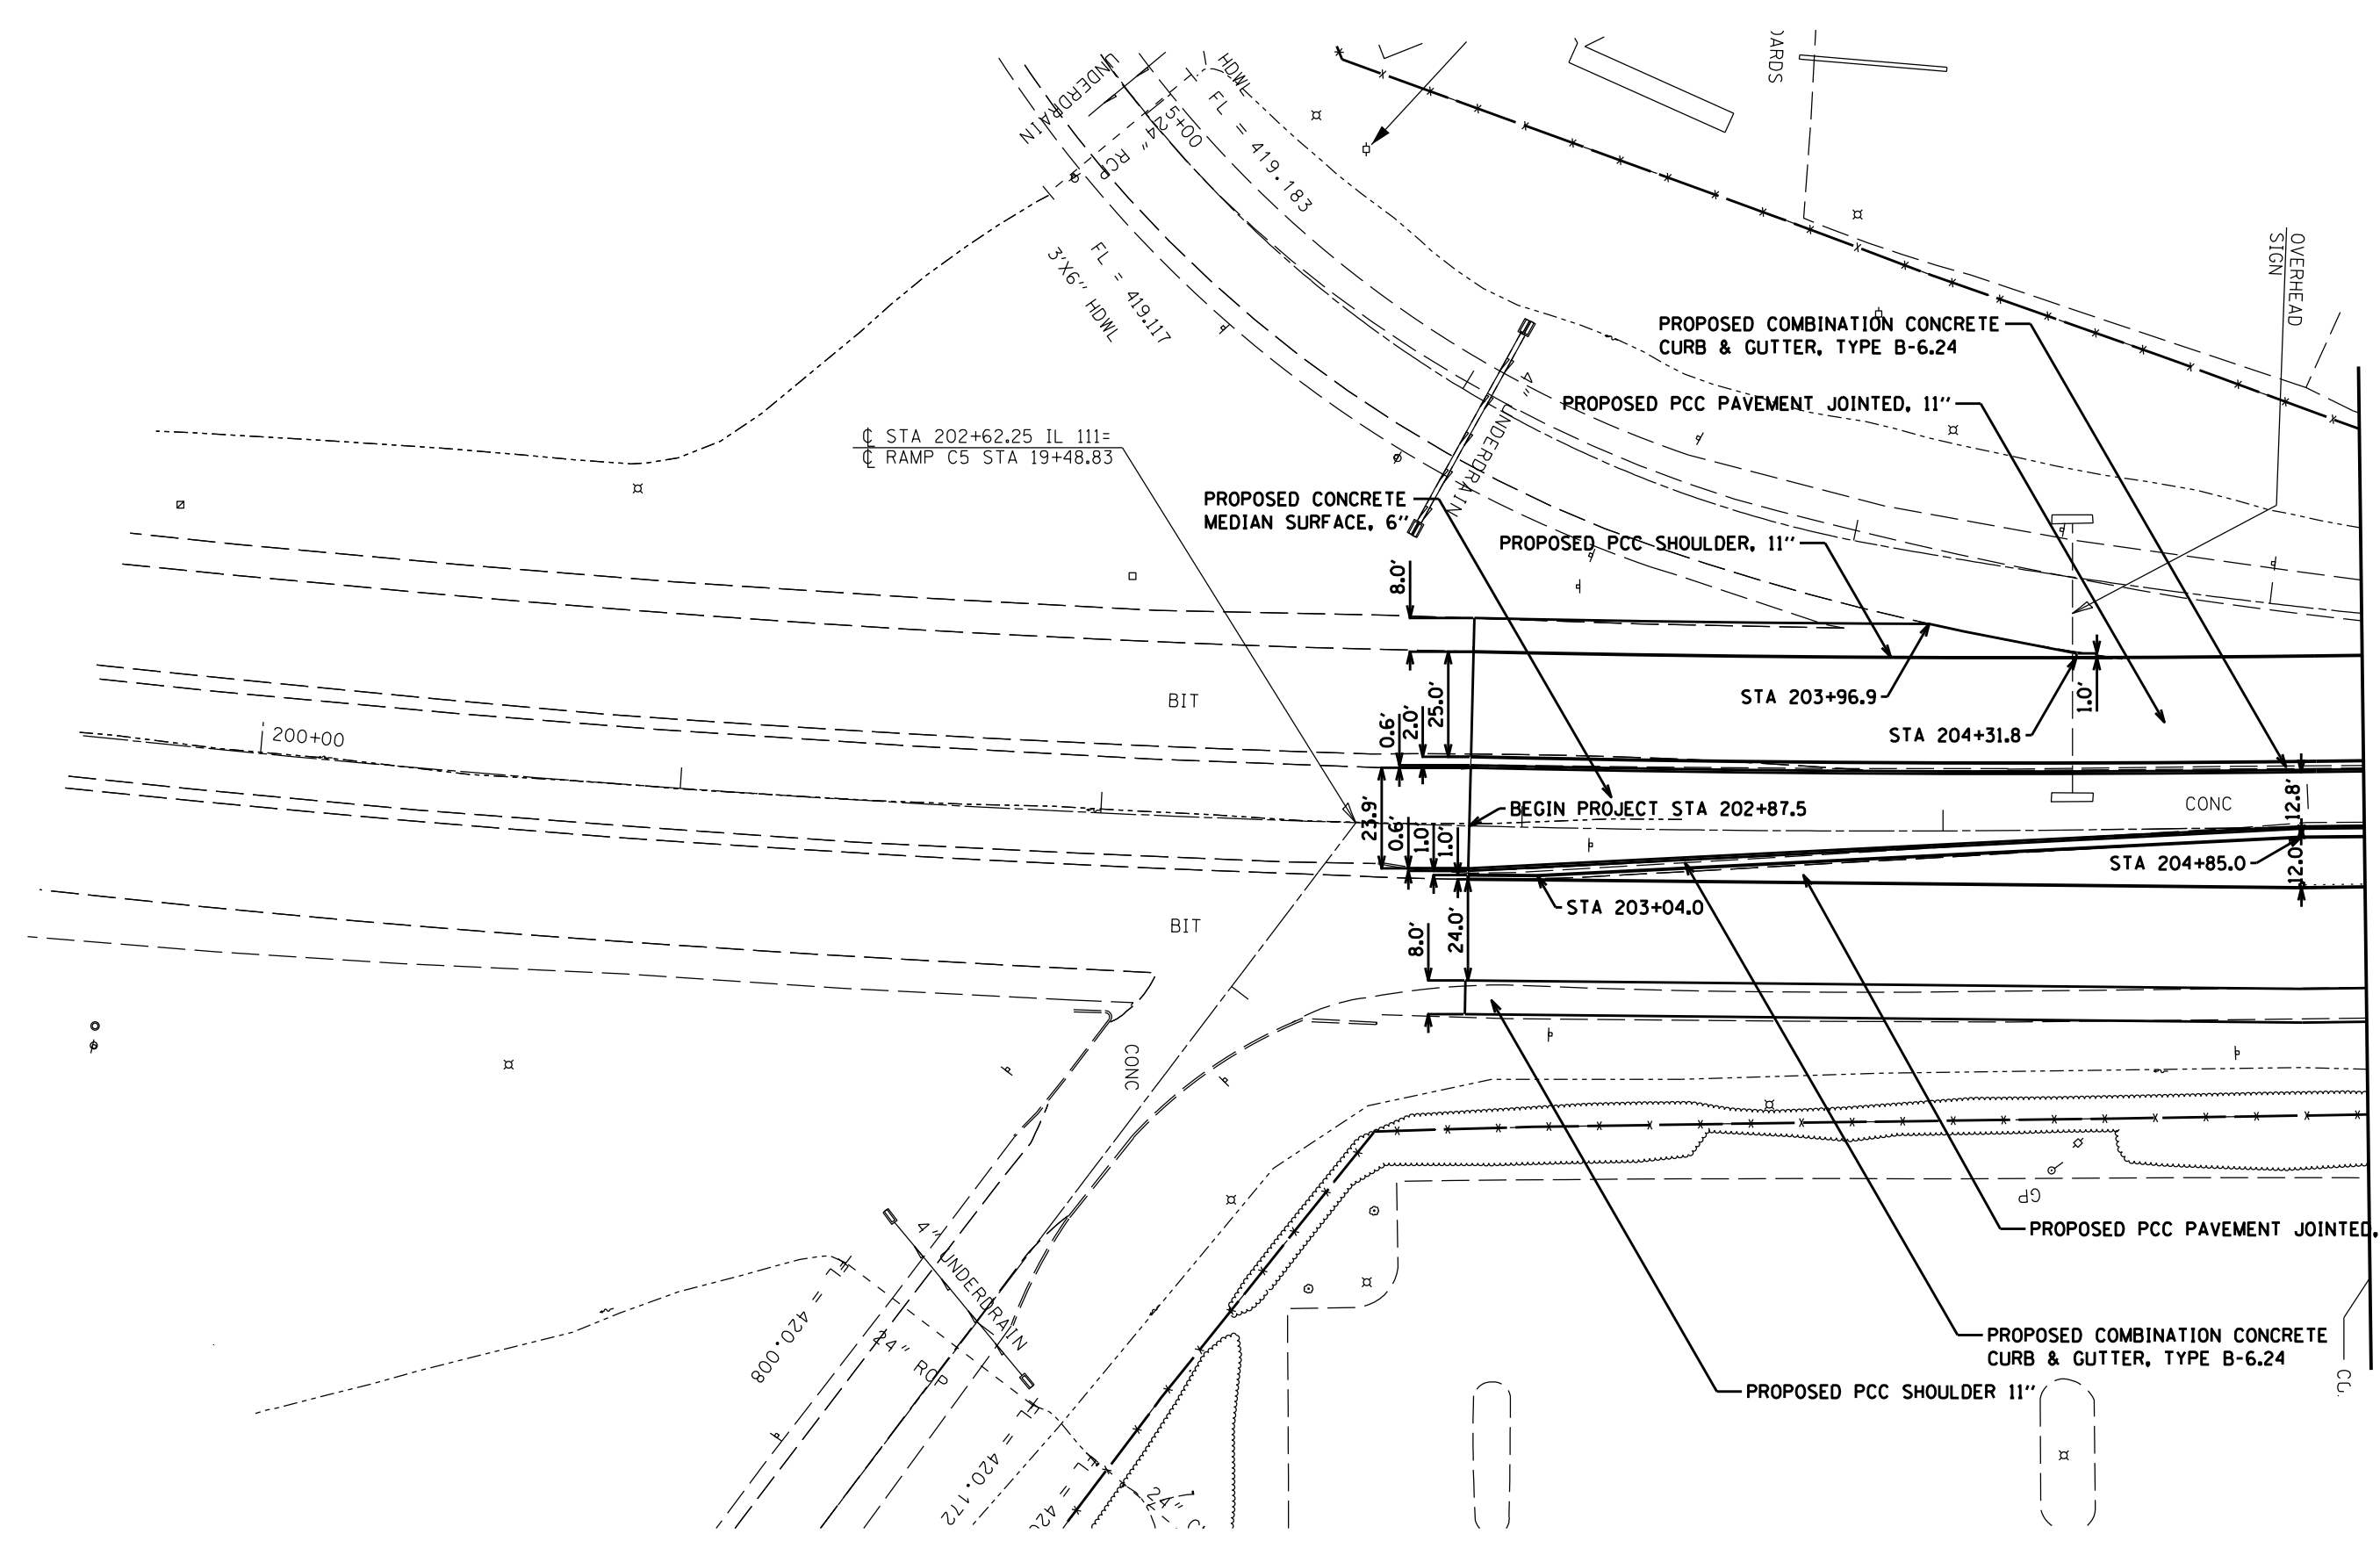 UNDERDRAIN
HDWL
5+00
24" RCP
FL = 419.183
FL = 419.117
3'X6" HDWL
OVERHEAD
SIGN
PROPOSED COMBINATION CONCRETE
CURB & GUTTER, TYPE B-6.24
PROPOSED PCC PAVEMENT JOINTED, 11"
4" UNDERDRAIN
℄ STA 202+62.25 IL 111=
℄ RAMP C5 STA 19+48.83
PROPOSED CONCRETE
MEDIAN SURFACE, 6"
PROPOSED PCC SHOULDER, 11"
8.0'
STA 203+96.9
1.0'
STA 204+31.8
BIT
0.6'
2.0'
25.0'
200+00
23.9'
0.6'
1.0'
1.0'
BEGIN PROJECT STA 202+87.5
CONC
12.8'
STA 204+85.0
12.0'
STA 203+04.0
BIT
8.0'
24.0'
CONC
GP
PROPOSED PCC PAVEMENT JOINTED,
4" UNDERDRAIN
FL = 420.008
24" RCP
PROPOSED COMBINATION CONCRETE
CURB & GUTTER, TYPE B-6.24
PROPOSED PCC SHOULDER 11"
FL = 420.172
FL = 420
24"